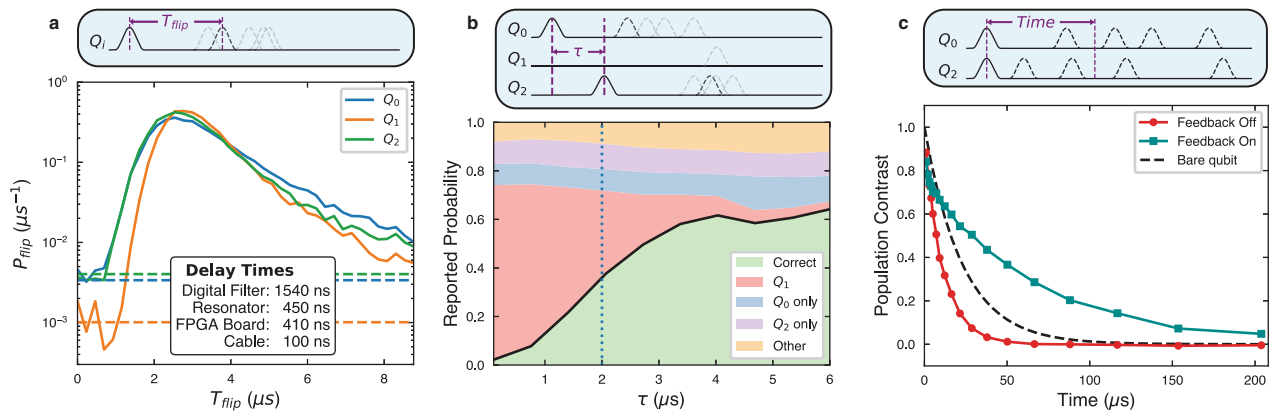 a
T_flip
Q_i
10^0
10^-1
10^-2
10^-3
P_flip (μs^-1)
Q_0
Q_1
Q_2
Delay Times
Digital Filter: 1540 ns
Resonator: 450 ns
FPGA Board: 410 ns
Cable: 100 ns
0 2 4 6 8
T_flip (μs)
b
Q_0
τ
Q_1
Q_2
1.0
0.8
0.6
0.4
0.2
0.0
Reported Probability
Correct
Q_1
Q_0 only
Q_2 only
Other
1 2 3 4 5 6
τ (μs)
c
Time
Q_0
Q_2
1.0
0.8
0.6
0.4
0.2
0.0
Population Contrast
Feedback Off
Feedback On
Bare qubit
0 50 100 150 200
Time (μs)